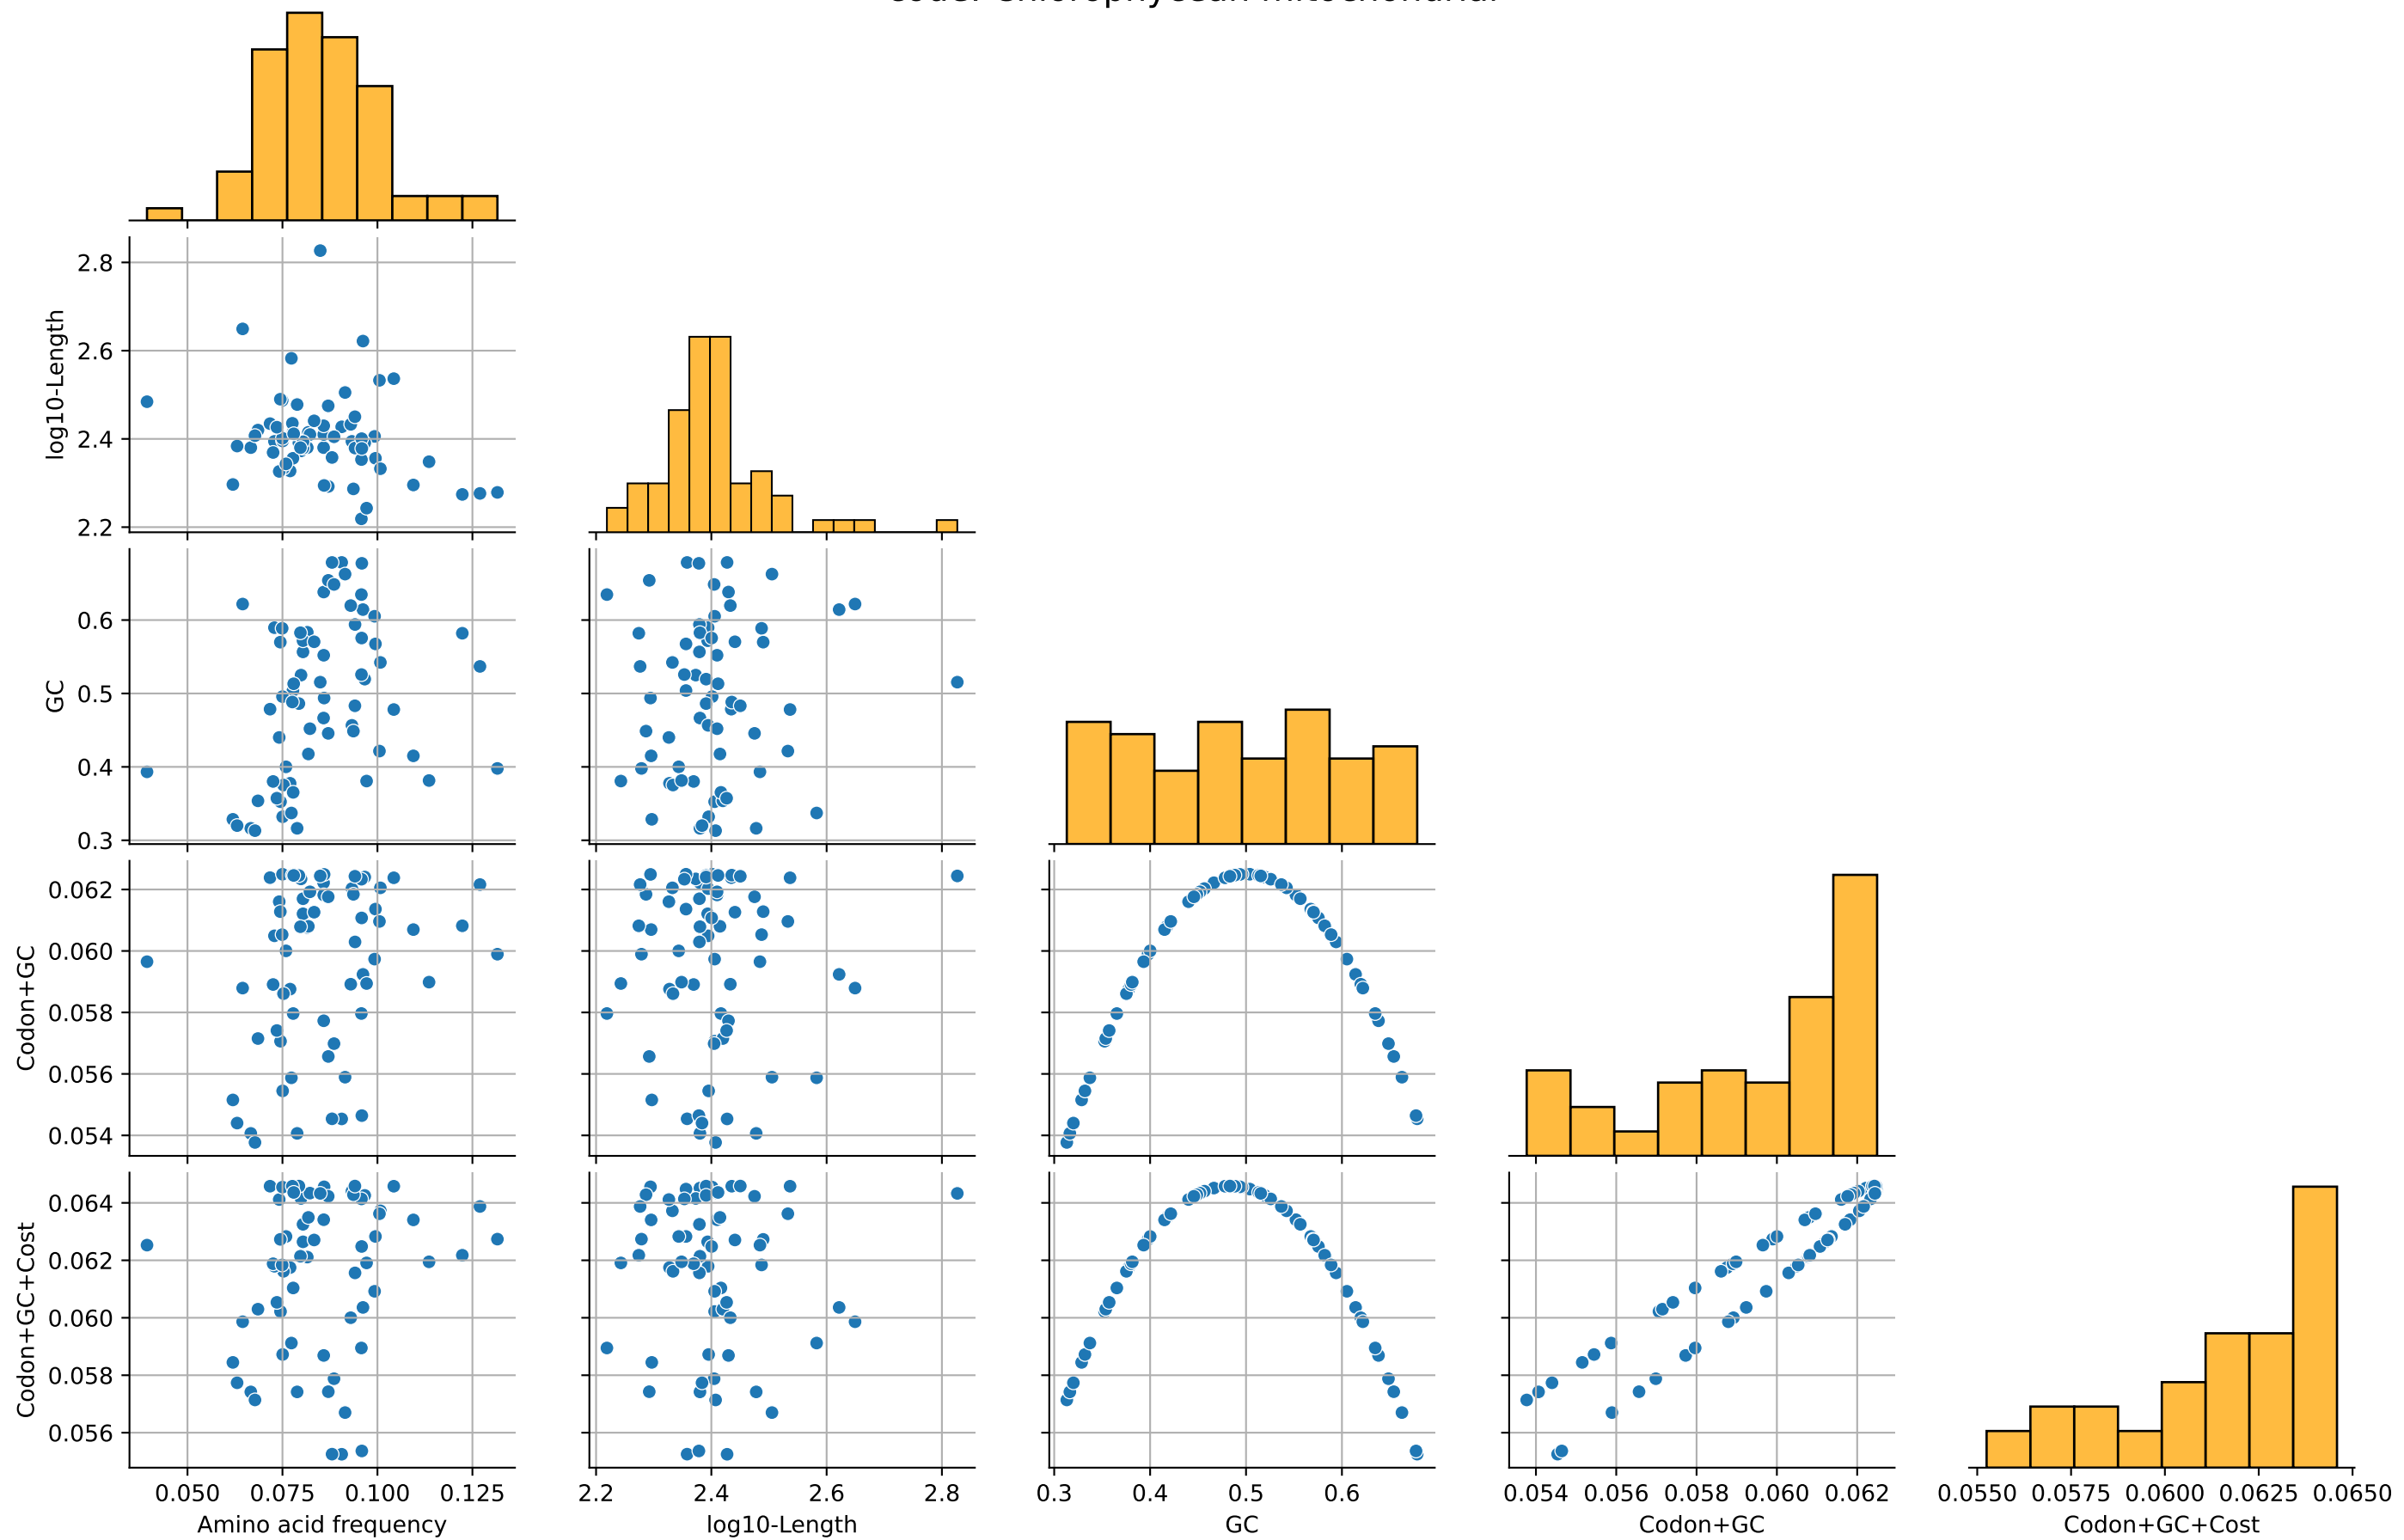 code: Chlorophycean mitochondrial
2.8
2.6
2.4
2.2
log10-Length
0.6
0.5
0.4
0.3
GC
0.062
0.060
0.058
0.056
0.054
Codon+GC
0.064
0.062
0.060
0.058
0.056
Codon+GC+Cost
0.050 0.075 0.100 0.125
Amino acid frequency
2.2 2.4 2.6 2.8
log10-Length
0.3 0.4 0.5 0.6
GC
0.054 0.056 0.058 0.060 0.062
Codon+GC
0.0550 0.0575 0.0600 0.0625 0.0650
Codon+GC+Cost